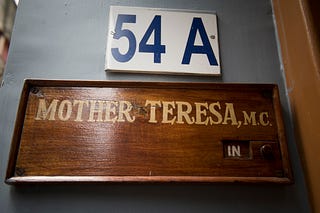 54 A
MOTHER TERESA, M.C.
IN